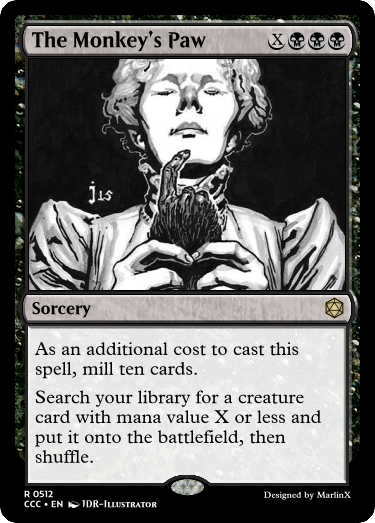 The Monkey's Paw X
j 15
Sorcery
As an additional cost to cast this
spell, mill ten cards.
Search your library for a creature
card with mana value X or less and
put it onto the battlefield, then
shuffle.
R 0512
CCC • EN JDR-Illustrator
Designed by MarlinX